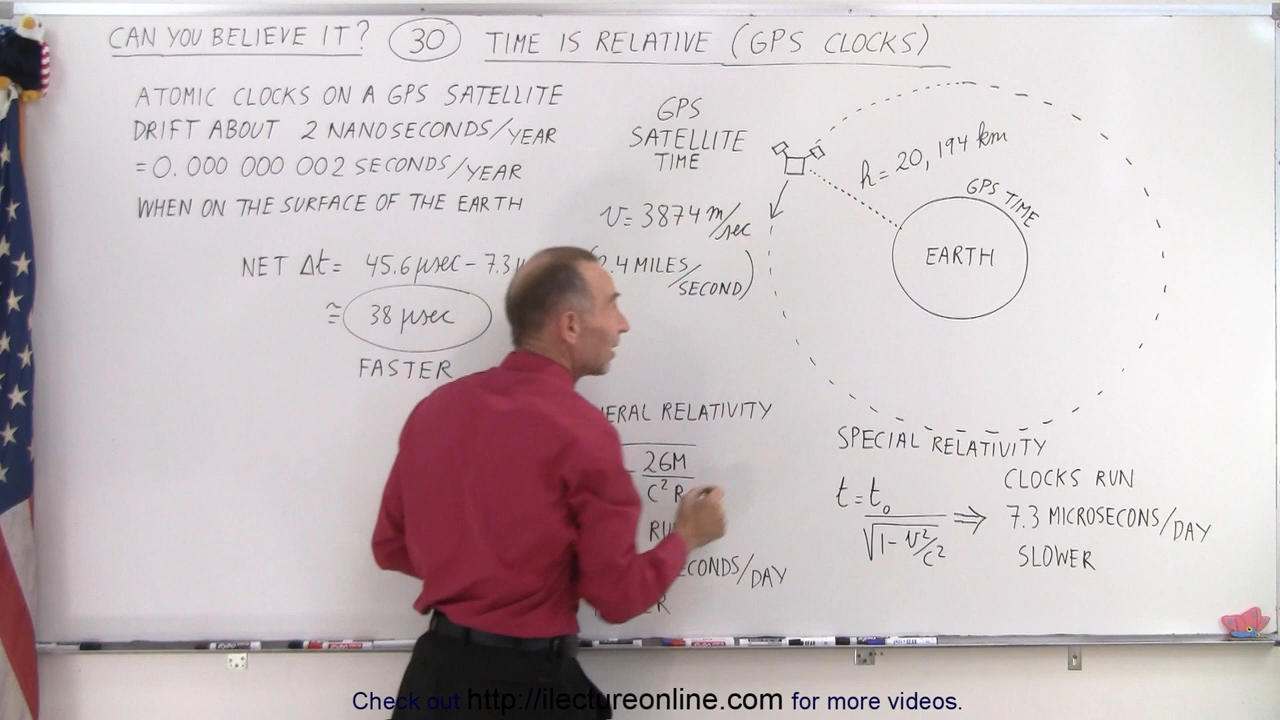 CAN YOU BELIEVE IT? 30 TIME IS RELATIVE (GPS CLOCKS)
ATOMIC CLOCKS ON A GPS SATELLITE
DRIFT ABOUT 2 NANOSECONDS/YEAR
=0.000 000 002 SECONDS/YEAR
WHEN ON THE SURFACE OF THE EARTH
NET Δt= 45.6 μsec - 7.3 μ
≅ 38 μsec
FASTER
GPS
SATELLITE
TIME
v= 3874 m/sec
2.4 MILES/SECOND)
h= 20,194 km
GPS TIME
EARTH
ERAL RELATIVITY
2GM
C² R
RU
ECONDS/DAY
R
SPECIAL RELATIVITY
t= t₀
√1- v²/c²
⇒
CLOCKS RUN
7.3 MICROSECONS/DAY
SLOWER
Check out http://ilectureonline.com for more videos.